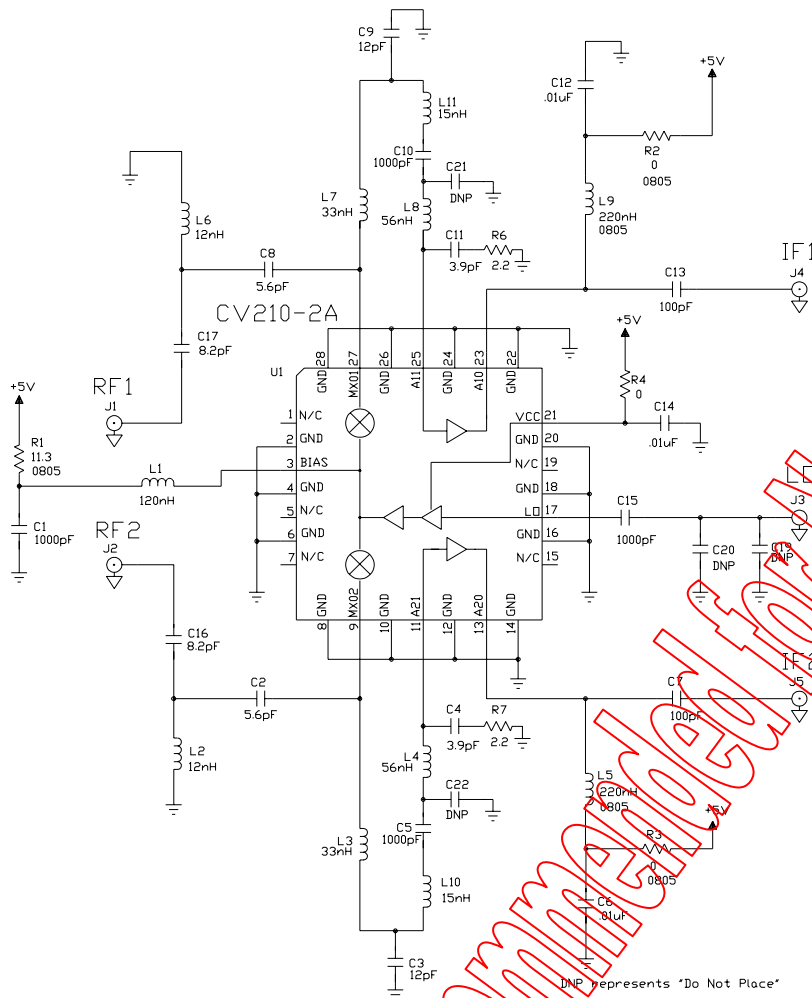 C9
12pF
+5V
C12
.01uF
L11
15nH
C10
1000pF
R2
0
0805
C21
DNP
L7
33nH
L8
56nH
L9
220nH
0805
L6
12nH
C11
3.9pF
R6
2.2
C8
5.6pF
IF1
J4
C13
100pF
CV210-2A
C17
8.2pF
+5V
U1
GND 28
MXO1 27
GND 26
A11 25
GND 24
A10 23
GND 22
+5V
RF1
J1
R4
0
1 N/C
2 GND
3 BIAS
4 GND
5 N/C
6 GND
7 N/C
VCC 21
GND 20
N/C 19
GND 18
LO 17
GND 16
N/C 15
C14
.01uF
R1
11.3
0805
L1
120nH
J3
C15
1000pF
C1
1000pF
RF2
J2
C20
DNP
C19
DNP
8 GND
9 MXO2
10 GND
11 A21
12 GND
13 A20
14 GND
C16
8.2pF
IF2
J5
C2
5.6pF
C7
100pF
C4
3.9pF
R7
2.2
L2
12nH
L4
56nH
C22
DNP
L5
220nH
0805
+5V
C5
1000pF
L3
33nH
R3
0
0805
L10
15nH
C6
.01uF
C3
12pF
DNP represents "Do Not Place"